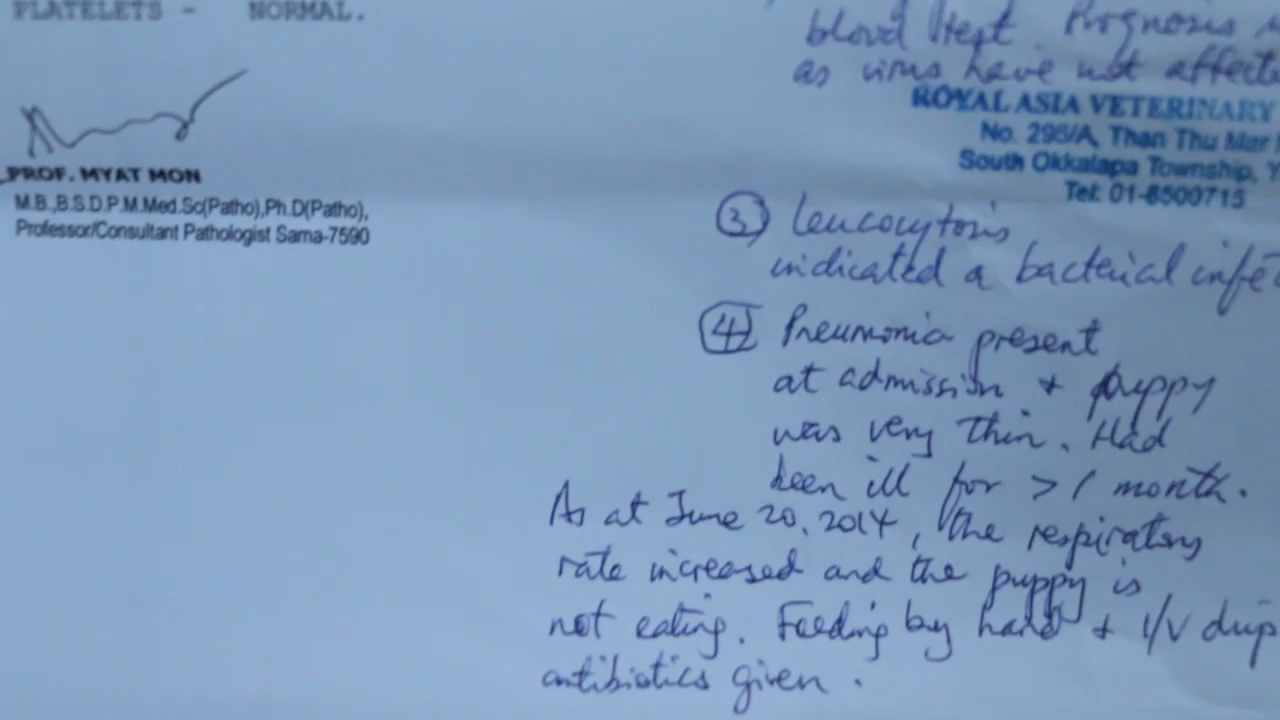 PLATELETS - NORMAL.
PROF. MYAT MON
M.B.,B.S.D.P.M.Med.Sc(Patho),Ph.D(Patho),
Professor/Consultant Pathologist Sama-7590
blood test. Prognosis
as virus have not affecte
ROYAL ASIA VETERINARY
No. 295/A, Than Thu Mar
South Okkalapa Township, Y
Tel: 01-8500715
③ Leucocytosis
indicated a bacterial infe
④ Pneumonia present
at admission + puppy
was very thin. Had
been ill for > 1 month.
As at June 20, 2014, the respiratory
rate increased and the puppy is
not eating. Feeding by hand + I/V drip
antibiotics given.